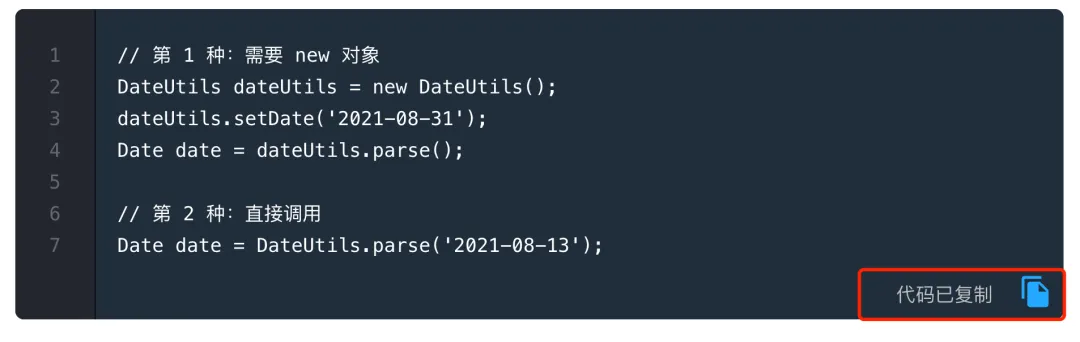 1 // 第 1 种：需要 new 对象
2 DateUtils dateUtils = new DateUtils();
3 dateUtils.setDate('2021-08-31');
4 Date date = dateUtils.parse();
5
6 // 第 2 种：直接调用
7 Date date = DateUtils.parse('2021-08-13');
代码已复制